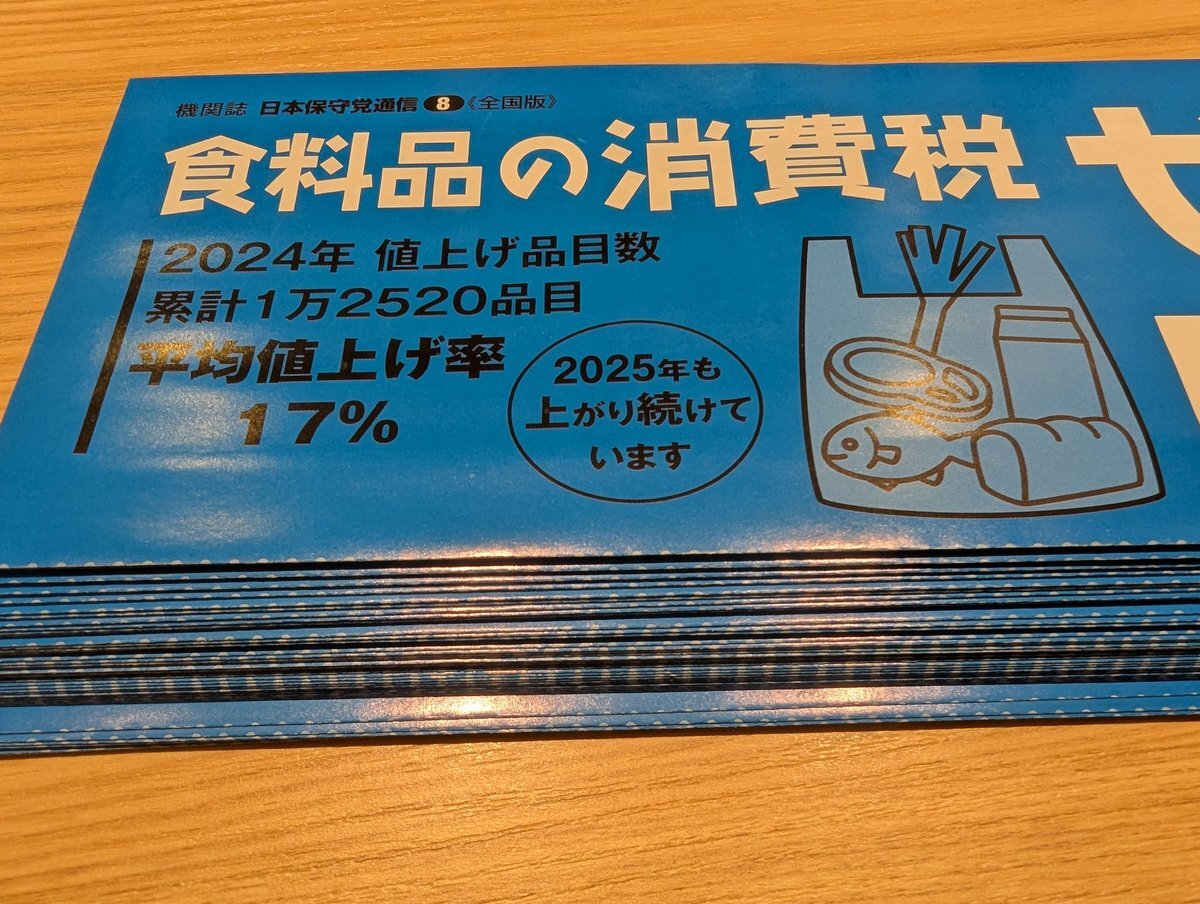 機関誌 日本保守党通信 8 《全国版》
食料品の消費税
2024年 値上げ品目数
累計1万2520品目
平均値上げ率
17%
2025年も
上がり続けて
います